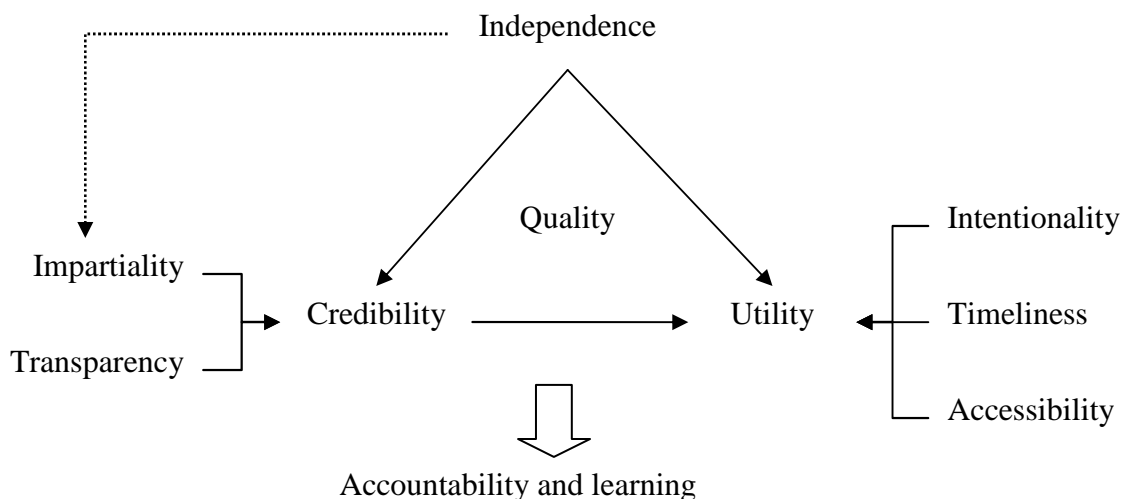 Independence
Quality
Intentionality
Impartiality
Credibility
Utility
Timeliness
Transparency
Accessibility
Accountability and learning